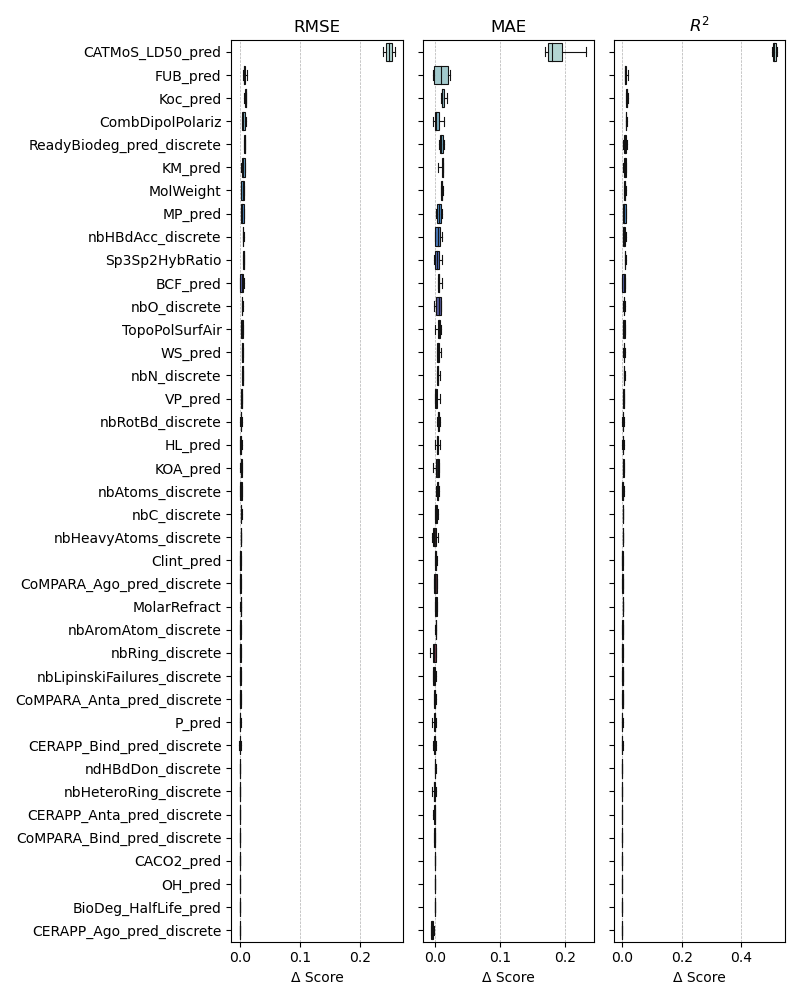 RMSE MAE R²
CATMoS_LD50_pred
FUB_pred
Koc_pred
CombDipolPolariz
ReadyBiodeg_pred_discrete
KM_pred
MolWeight
MP_pred
nbHBdAcc_discrete
Sp3Sp2HybRatio
BCF_pred
nbO_discrete
TopoPolSurfAir
WS_pred
nbN_discrete
VP_pred
nbRotBd_discrete
HL_pred
KOA_pred
nbAtoms_discrete
nbC_discrete
nbHeavyAtoms_discrete
Clint_pred
CoMPARA_Ago_pred_discrete
MolarRefract
nbAromAtom_discrete
nbRing_discrete
nbLipinskiFailures_discrete
CoMPARA_Anta_pred_discrete
P_pred
CERAPP_Bind_pred_discrete
ndHBdDon_discrete
nbHeteroRing_discrete
CERAPP_Anta_pred_discrete
CoMPARA_Bind_pred_discrete
CACO2_pred
OH_pred
BioDeg_HalfLife_pred
CERAPP_Ago_pred_discrete
0.0 0.1 0.2 0.0 0.1 0.2 0.0 0.2 0.4
Δ Score Δ Score Δ Score